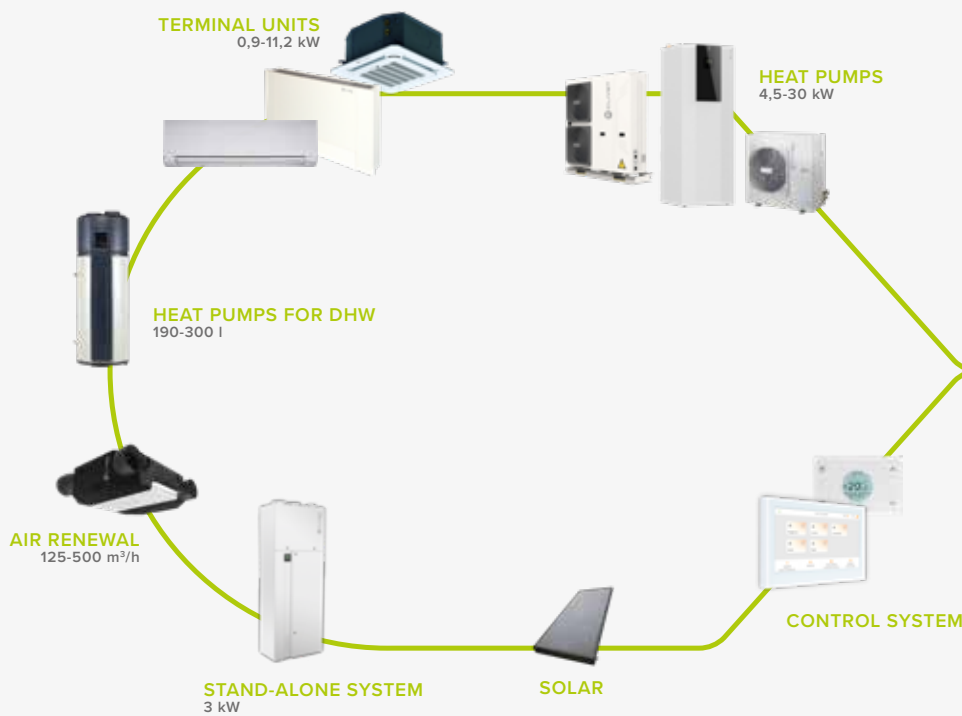 TERMINAL UNITS
0,9-11,2 kW
HEAT PUMPS
4,5-30 kW
HEAT PUMPS FOR DHW
190-300 l
AIR RENEWAL
125-500 m³/h
CONTROL SYSTEM
STAND-ALONE SYSTEM
3 kW
SOLAR